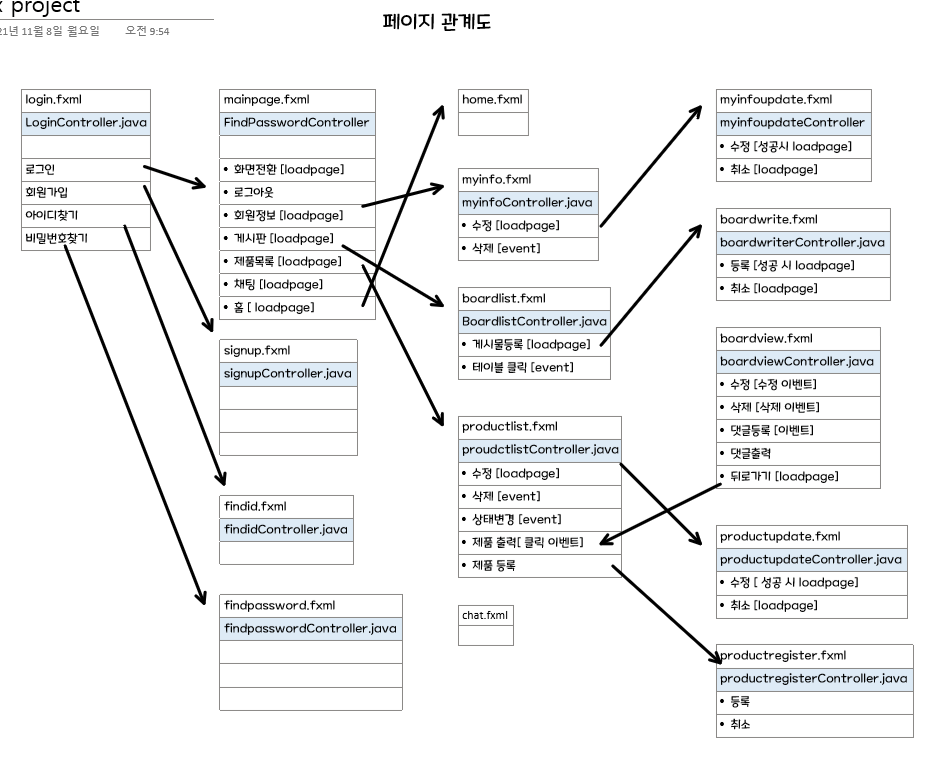 x project
페이지 관계도
21년 11월 8일 월요일 오전 9:54
login.fxml
LoginController.java
로그인
회원가입
아이디찾기
비밀번호찾기
mainpage.fxml
FindPasswordController
• 화면전환 [loadpage]
• 로그아웃
• 회원정보 [loadpage]
• 게시판 [loadpage]
• 제품목록 [loadpage]
• 채팅 [loadpage]
• 홈 [ loadpage]
signup.fxml
signupController.java
findid.fxml
findidController.java
findpassword.fxml
findpasswordController.java
home.fxml
myinfo.fxml
myinfoController.java
• 수정 [loadpage]
• 삭제 [event]
boardlist.fxml
BoardlistController.java
• 게시물등록 [loadpage]
• 테이블 클릭 [event]
productlist.fxml
proudctlistController.java
• 수정 [loadpage]
• 삭제 [event]
• 상태변경 [event]
• 제품 출력[ 클릭 이벤트]
• 제품 등록
chat.fxml
myinfoupdate.fxml
myinfoupdateController
• 수정 [성공시 loadpage]
• 취소 [loadpage]
boardwrite.fxml
boardwriterController.java
• 등록 [성공 시 loadpage]
• 취소 [loadpage]
boardview.fxml
boardviewController.java
• 수정 [수정 이벤트]
• 삭제 [삭제 이벤트]
• 댓글등록 [이벤트]
• 댓글출력
• 뒤로가기 [loadpage]
productupdate.fxml
productupdateController.java
• 수정 [ 성공 시 loadpage]
• 취소 [loadpage]
productregister.fxml
productregisterController.java
• 등록
• 취소